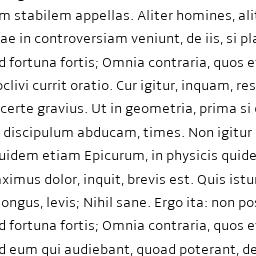 m stabilem appellas. Aliter homines, alit
ae in controversiam veniunt, de iis, si pla
d fortuna fortis; Omnia contraria, quos e
oclivi currit oratio. Cur igitur, inquam, res
certe gravius. Ut in geometria, prima si
discipulum abducam, times. Non igitur
uidem etiam Epicurum, in physicis quide
aximus dolor, inquit, brevis est. Quis istu
ongus, levis; Nihil sane. Ergo ita: non pos
d fortuna fortis; Omnia contraria, quos e
d eum qui audiebant, quoad poterant, de